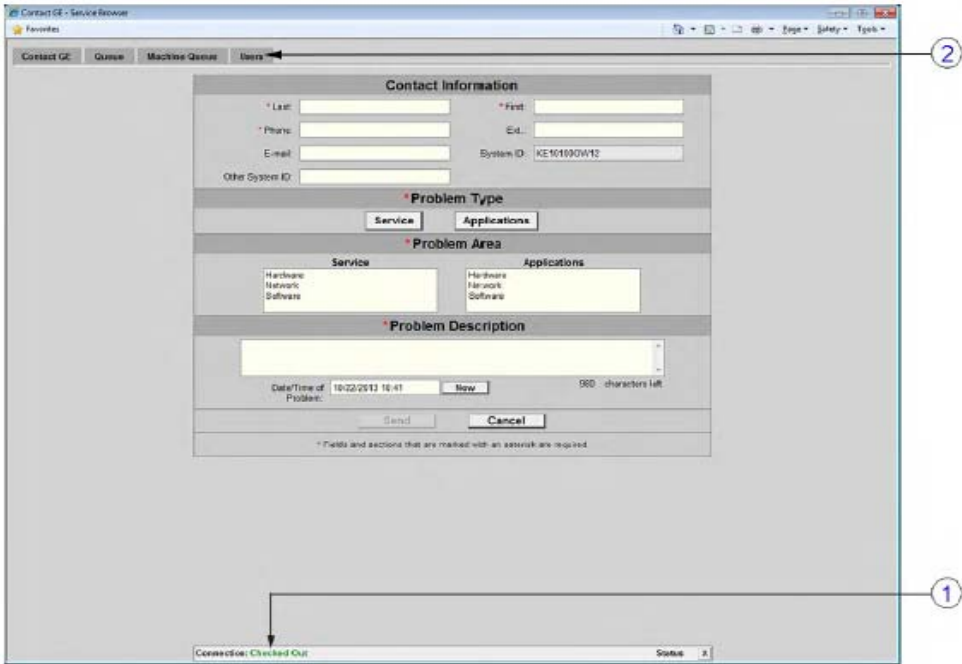 Contact GE - Service Browser
Favorites
Page Safety Tools
Contact GE Queue Machine Queue Users
2
Contact Information
* Last: * First:
* Phone: Ext.:
E-mail: System ID: KE10100OW12
Other System ID:
* Problem Type
Service Applications
* Problem Area
Service Applications
Hardware Hardware
Network Network
Software Software
* Problem Description
Date/Time of Problem: 10/22/2013 10:41 Now 980 characters left
Send Cancel
* Fields and sections that are marked with an asterisk are required
1
Connection: Checked Out Status X